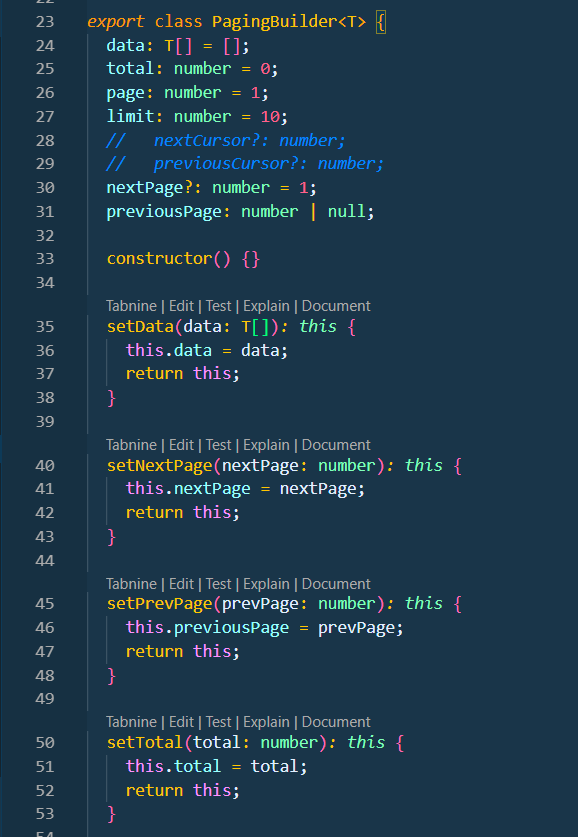 23 export class PagingBuilder<T> {
24 data: T[] = [];
25 total: number = 0;
26 page: number = 1;
27 limit: number = 10;
28 //   nextCursor?: number;
29 //   previousCursor?: number;
30 nextPage?: number = 1;
31 previousPage: number | null;
32
33 constructor() {}
34
Tabnine | Edit | Test | Explain | Document
35 setData(data: T[]): this {
36 this.data = data;
37 return this;
38 }
39
Tabnine | Edit | Test | Explain | Document
40 setNextPage(nextPage: number): this {
41 this.nextPage = nextPage;
42 return this;
43 }
44
Tabnine | Edit | Test | Explain | Document
45 setPrevPage(prevPage: number): this {
46 this.previousPage = prevPage;
47 return this;
48 }
49
Tabnine | Edit | Test | Explain | Document
50 setTotal(total: number): this {
51 this.total = total;
52 return this;
53 }